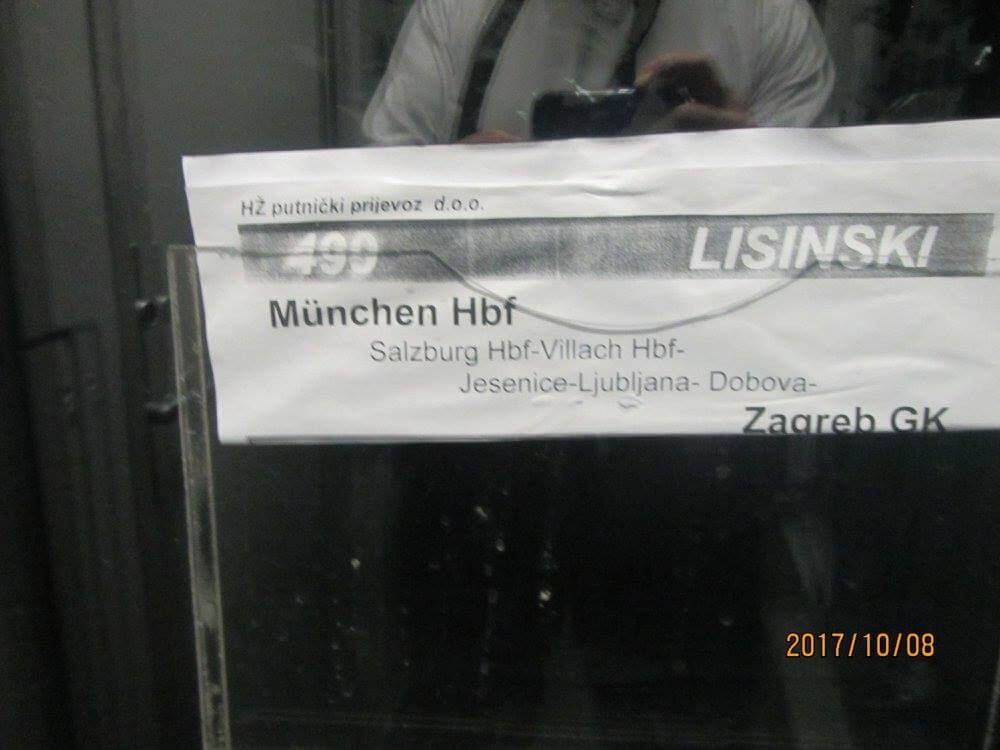 HŽ putnički prijevoz d.o.o.
499 LISINSKI
München Hbf
Salzburg Hbf-Villach Hbf-
Jesenice-Ljubljana- Dobova-
Zagreb GK
2017/10/08